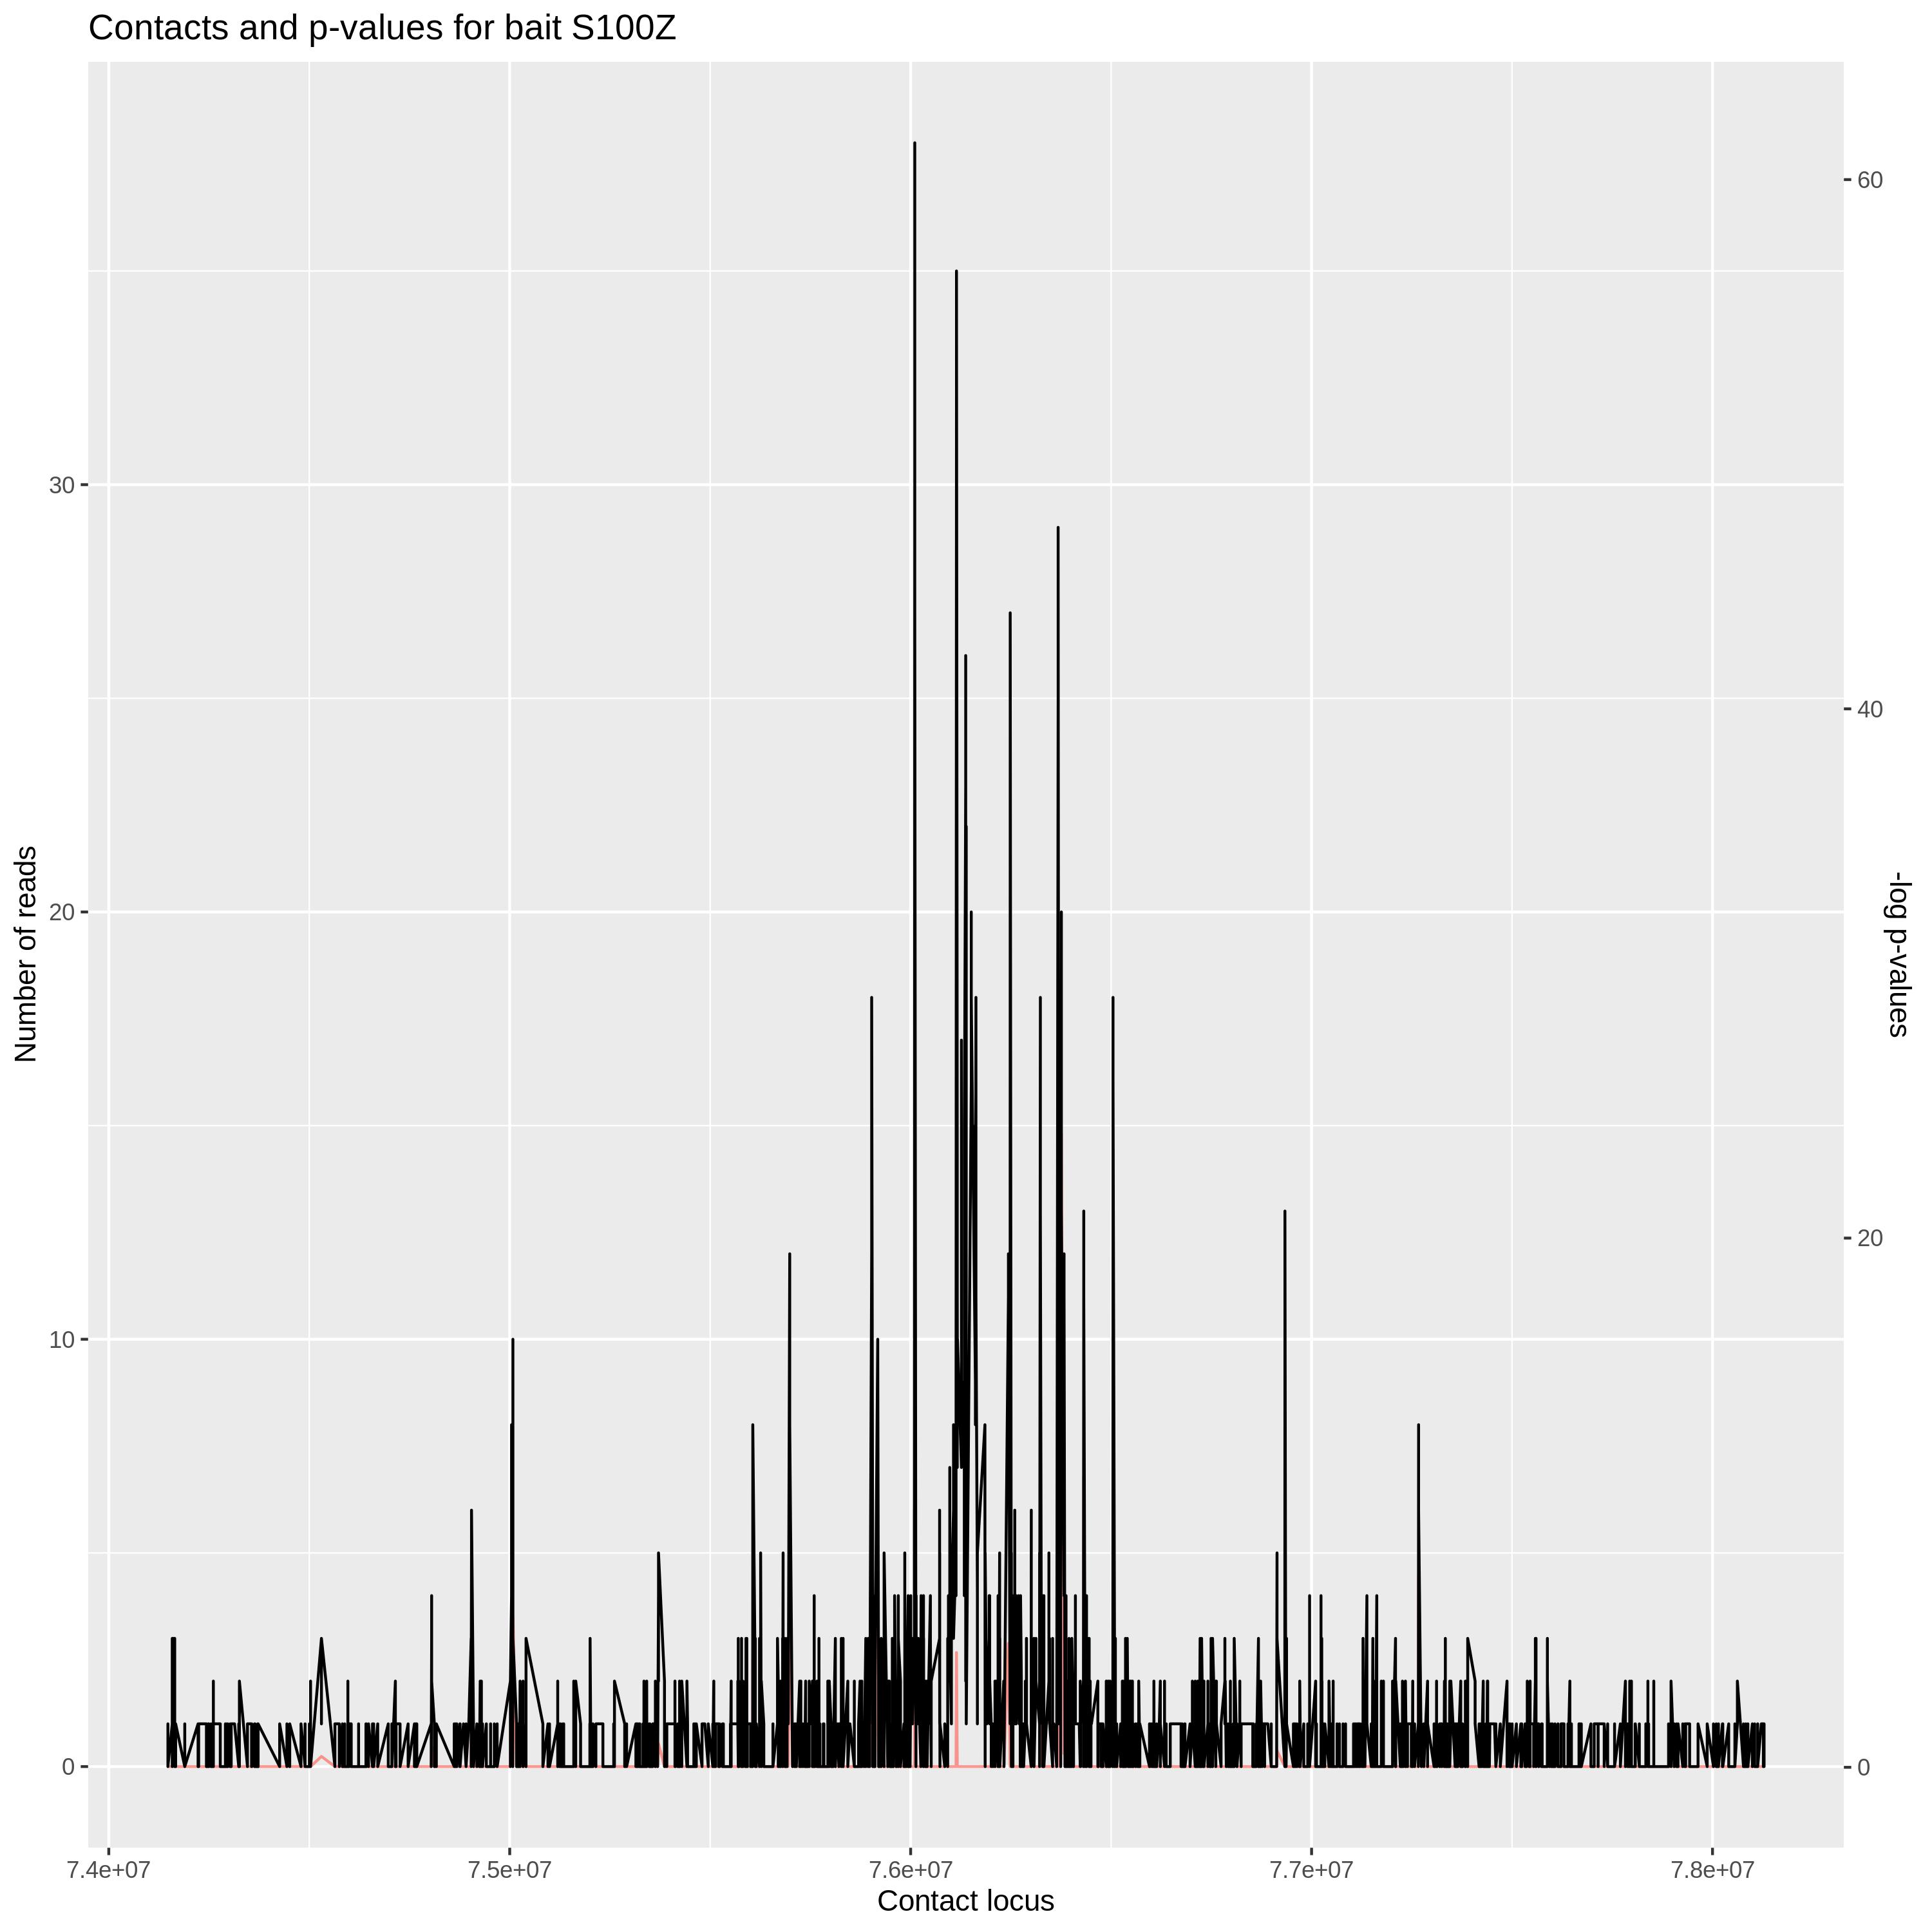 Contacts and p-values for bait S100Z
60
30
40
Number of reads
-log p-values
20
20
10
0
0
7.4e+07 7.5e+07 7.6e+07 7.7e+07 7.8e+07
Contact locus